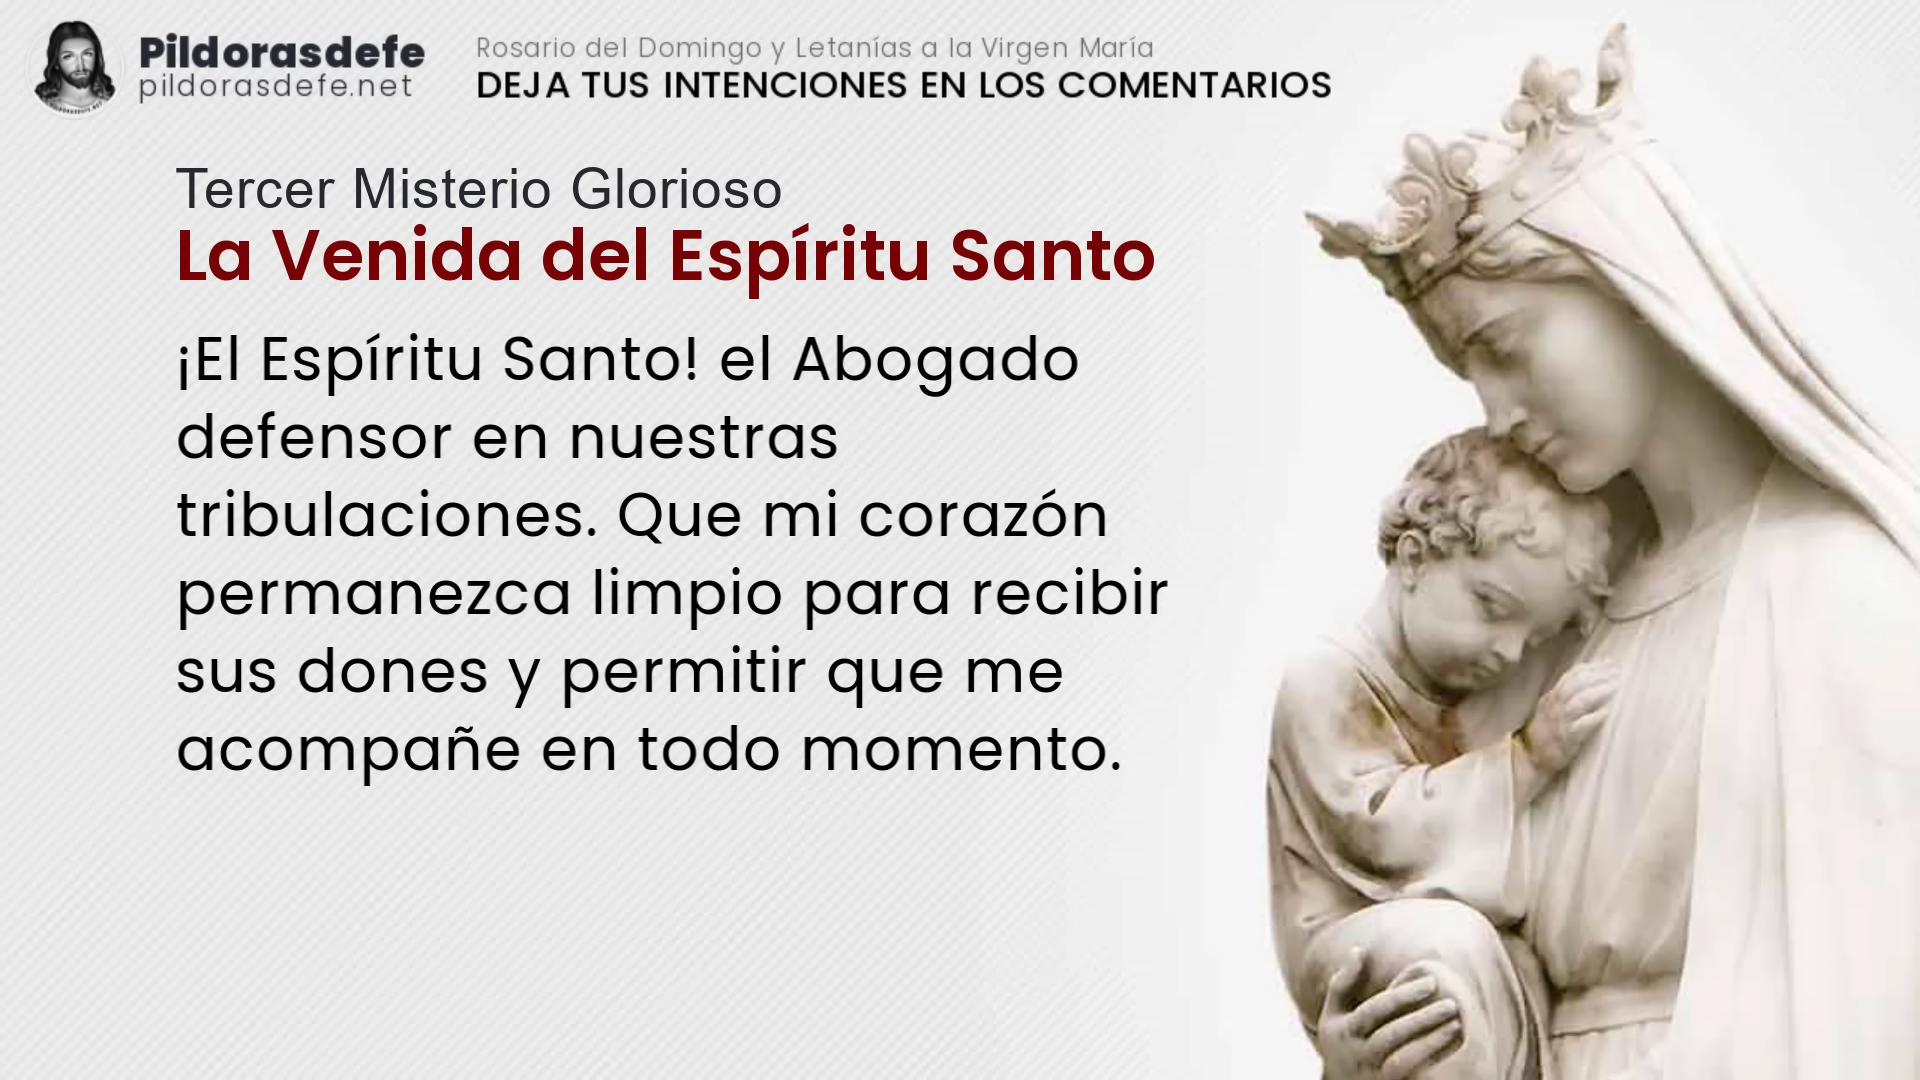 Pildorasdefe
pildorasdefe.net
Rosario del Domingo y Letanías a la Virgen María
DEJA TUS INTENCIONES EN LOS COMENTARIOS
Tercer Misterio Glorioso
La Venida del Espíritu Santo
¡El Espíritu Santo! el Abogado
defensor en nuestras
tribulaciones. Que mi corazón
permanezca limpio para recibir
sus dones y permitir que me
acompañe en todo momento.